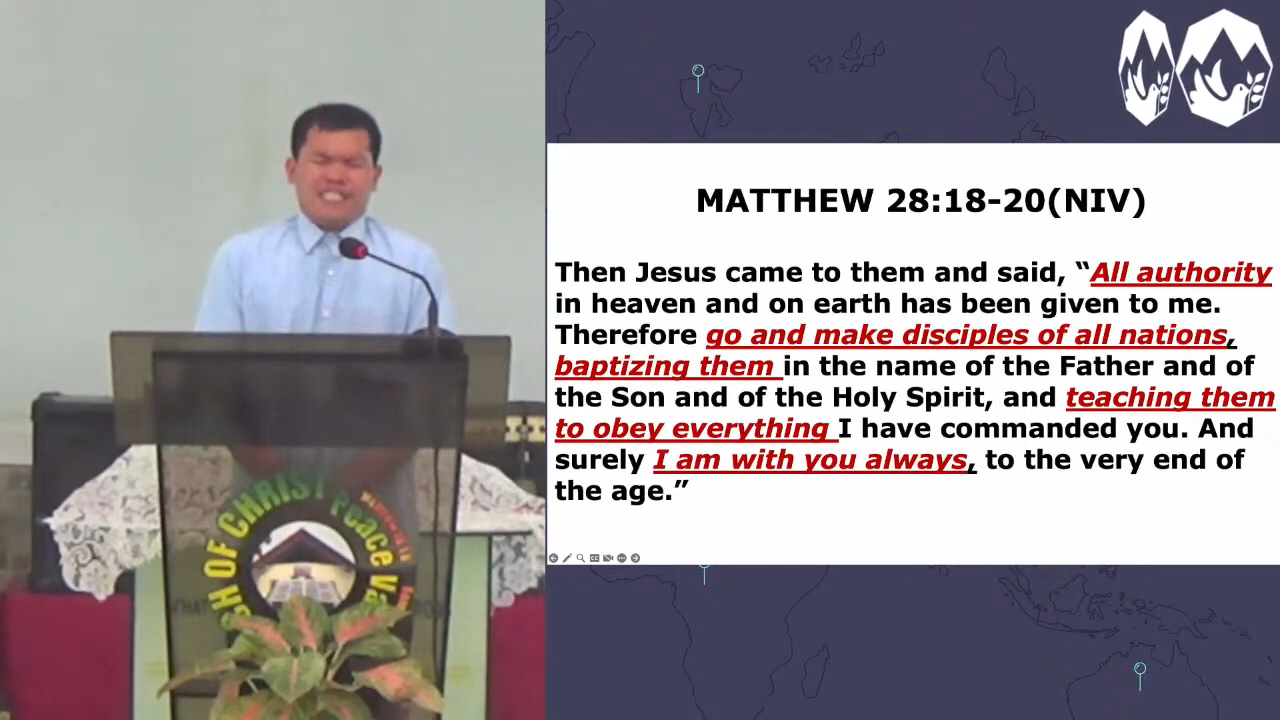 MATTHEW 28:18-20(NIV)
Then Jesus came to them and said, “All authority
in heaven and on earth has been given to me.
Therefore go and make disciples of all nations,
baptizing them in the name of the Father and of
the Son and of the Holy Spirit, and teaching them
to obey everything I have commanded you. And
surely I am with you always, to the very end of
the age.”
OF CHRIST Peace